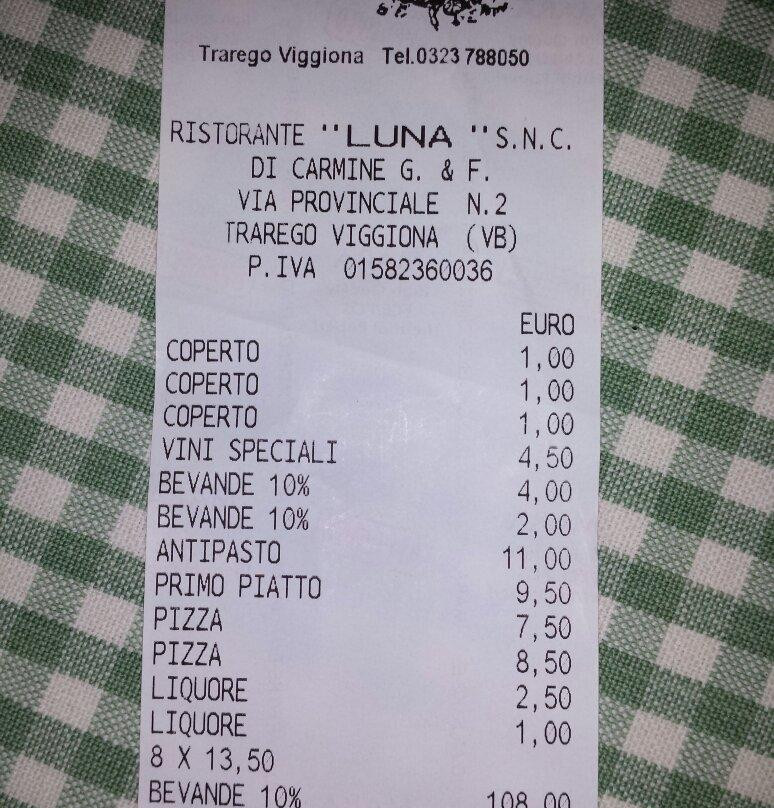 Trarego Viggiona Tel.0323 788050
RISTORANTE "LUNA" S.N.C.
DI CARMINE G. & F.
VIA PROVINCIALE N.2
TRAREGO VIGGIONA (VB)
P.IVA 01582360036
EURO
COPERTO 1,00
COPERTO 1,00
COPERTO 1,00
VINI SPECIALI 4,50
BEVANDE 10% 4,00
BEVANDE 10% 2,00
ANTIPASTO 11,00
PRIMO PIATTO 9,50
PIZZA 7,50
PIZZA 8,50
LIQUORE 2,50
LIQUORE 1,00
8 X 13,50
BEVANDE 10% 108,00